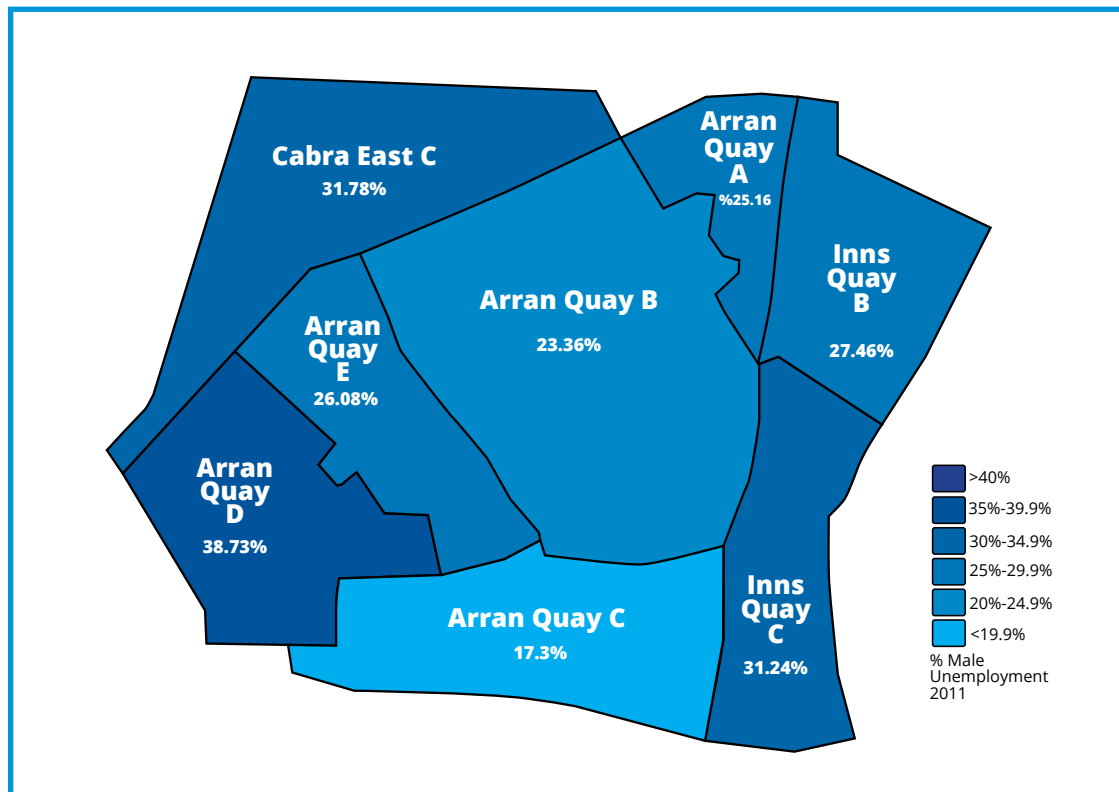 Cabra East C
31.78%
Arran
Quay
A
%25.16
Inns
Quay
B
27.46%
Arran Quay B
23.36%
Arran
Quay
E
26.08%
Arran
Quay
D
38.73%
Arran Quay C
17.3%
Inns
Quay
C
31.24%
>40%
35%-39.9%
30%-34.9%
25%-29.9%
20%-24.9%
<19.9%
% Male
Unemployment
2011